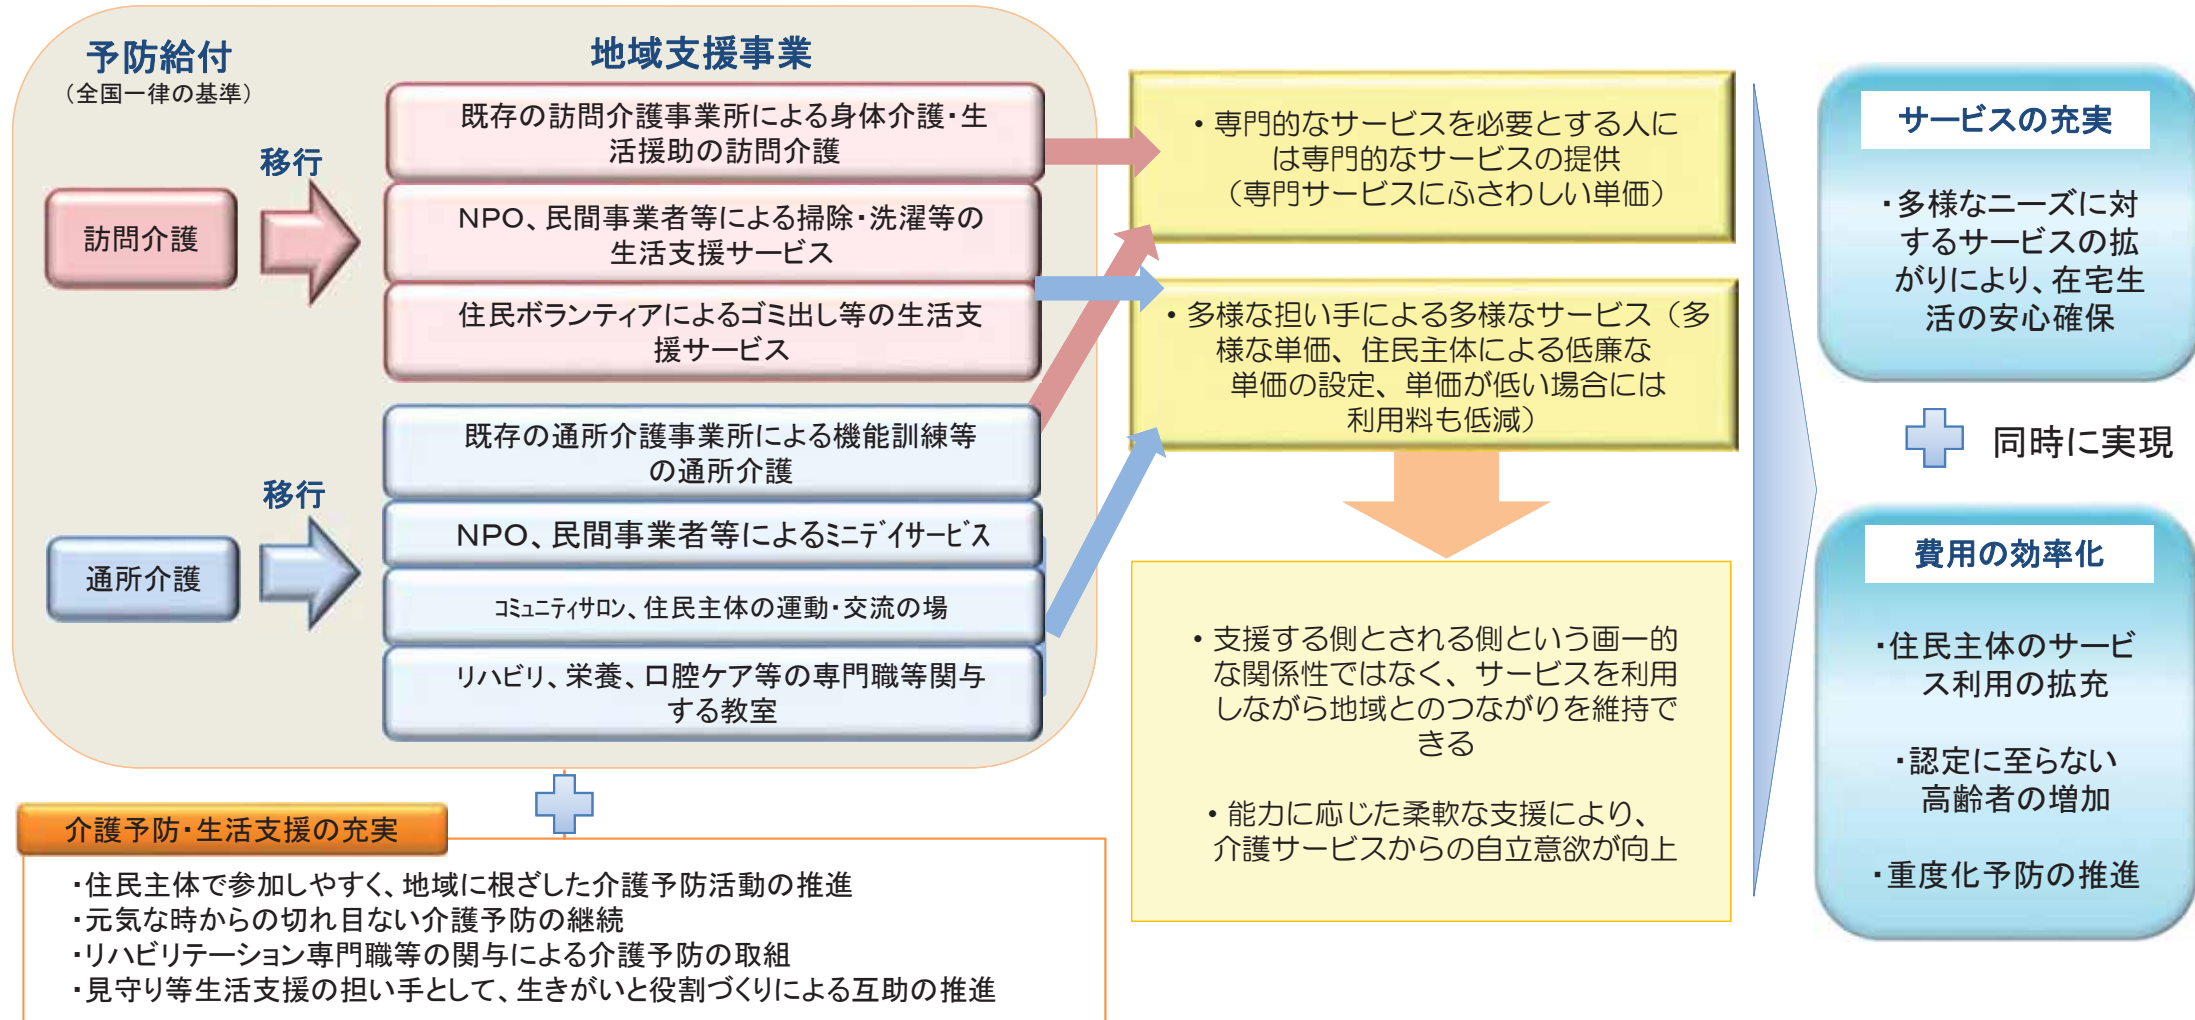 予防給付
（全国一律の基準）
地域支援事業
訪問介護
移行
既存の訪問介護事業所による身体介護・生
活援助の訪問介護
NPO、民間事業者等による掃除・洗濯等の
生活支援サービス
住民ボランティアによるゴミ出し等の生活支
援サービス
通所介護
移行
既存の通所介護事業所による機能訓練等
の通所介護
NPO、民間事業者等によるミニデイサービス
コミュニティサロン、住民主体の運動・交流の場
リハビリ、栄養、口腔ケア等の専門職等関与
する教室
介護予防・生活支援の充実
・住民主体で参加しやすく、地域に根ざした介護予防活動の推進
・元気な時からの切れ目ない介護予防の継続
・リハビリテーション専門職等の関与による介護予防の取組
・見守り等生活支援の担い手として、生きがいと役割づくりによる互助の推進
・専門的なサービスを必要とする人に
は専門的なサービスの提供
（専門サービスにふさわしい単価）
・多様な担い手による多様なサービス（多
様な単価、住民主体による低廉な
単価の設定、単価が低い場合には
利用料も低減）
・支援する側とされる側という画一的
な関係性ではなく、サービスを利用
しながら地域とのつながりを維持で
きる
・能力に応じた柔軟な支援により、
介護サービスからの自立意欲が向上
サービスの充実
・多様なニーズに対
するサービスの拡
がりにより、在宅生
活の安心確保
同時に実現
費用の効率化
・住民主体のサービ
ス利用の拡充
・認定に至らない
高齢者の増加
・重度化予防の推進